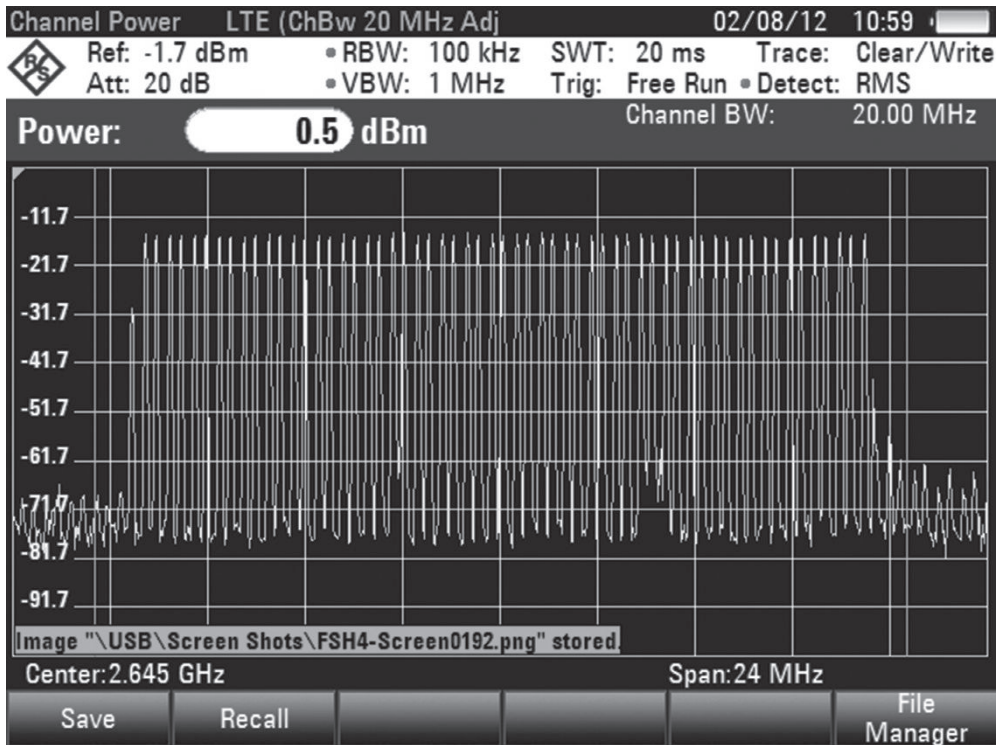 Channel Power LTE (ChBw 20 MHz Adj 02/08/12 10:59
Ref: -1.7 dBm RBW: 100 kHz SWT: 20 ms Trace: Clear/Write
R&S Att: 20 dB VBW: 1 MHz Trig: Free Run Detect: RMS
Power: 0.5 dBm Channel BW: 20.00 MHz
-11.7
-21.7
-31.7
-41.7
-51.7
-61.7
-71.7
-81.7
-91.7
Image "\USB\Screen Shots\FSH4-Screen0192.png" stored.
Center:2.645 GHz Span:24 MHz
Save Recall File Manager